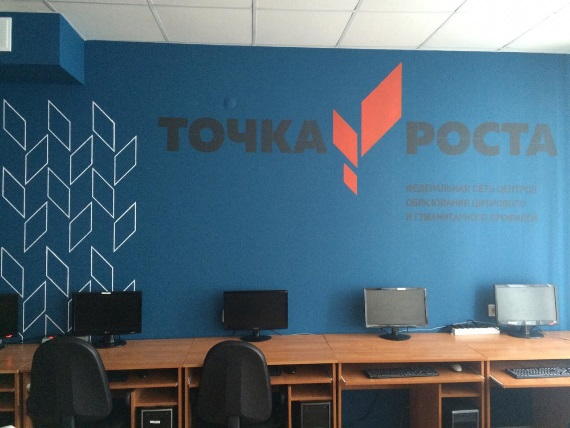 ТОЧКА РОСТА
ФЕДЕРАЛЬНАЯ СЕТЬ ЦЕНТРОВ
ОБРАЗОВАНИЯ ЦИФРОВОГО
И ГУМАНИТАРНОГО ПРОФИЛЕЙ